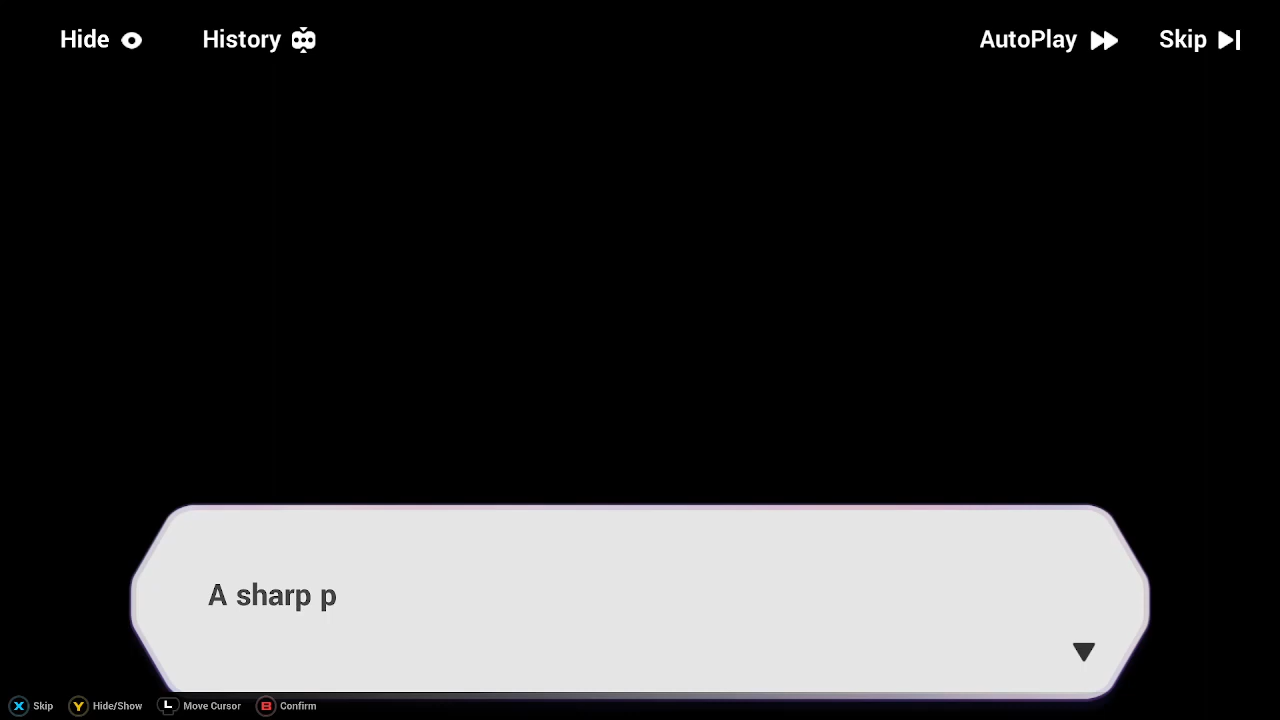 Hide
History
AutoPlay
Skip
A sharp p
X Skip
Y Hide/Show
L Move Cursor
B Confirm